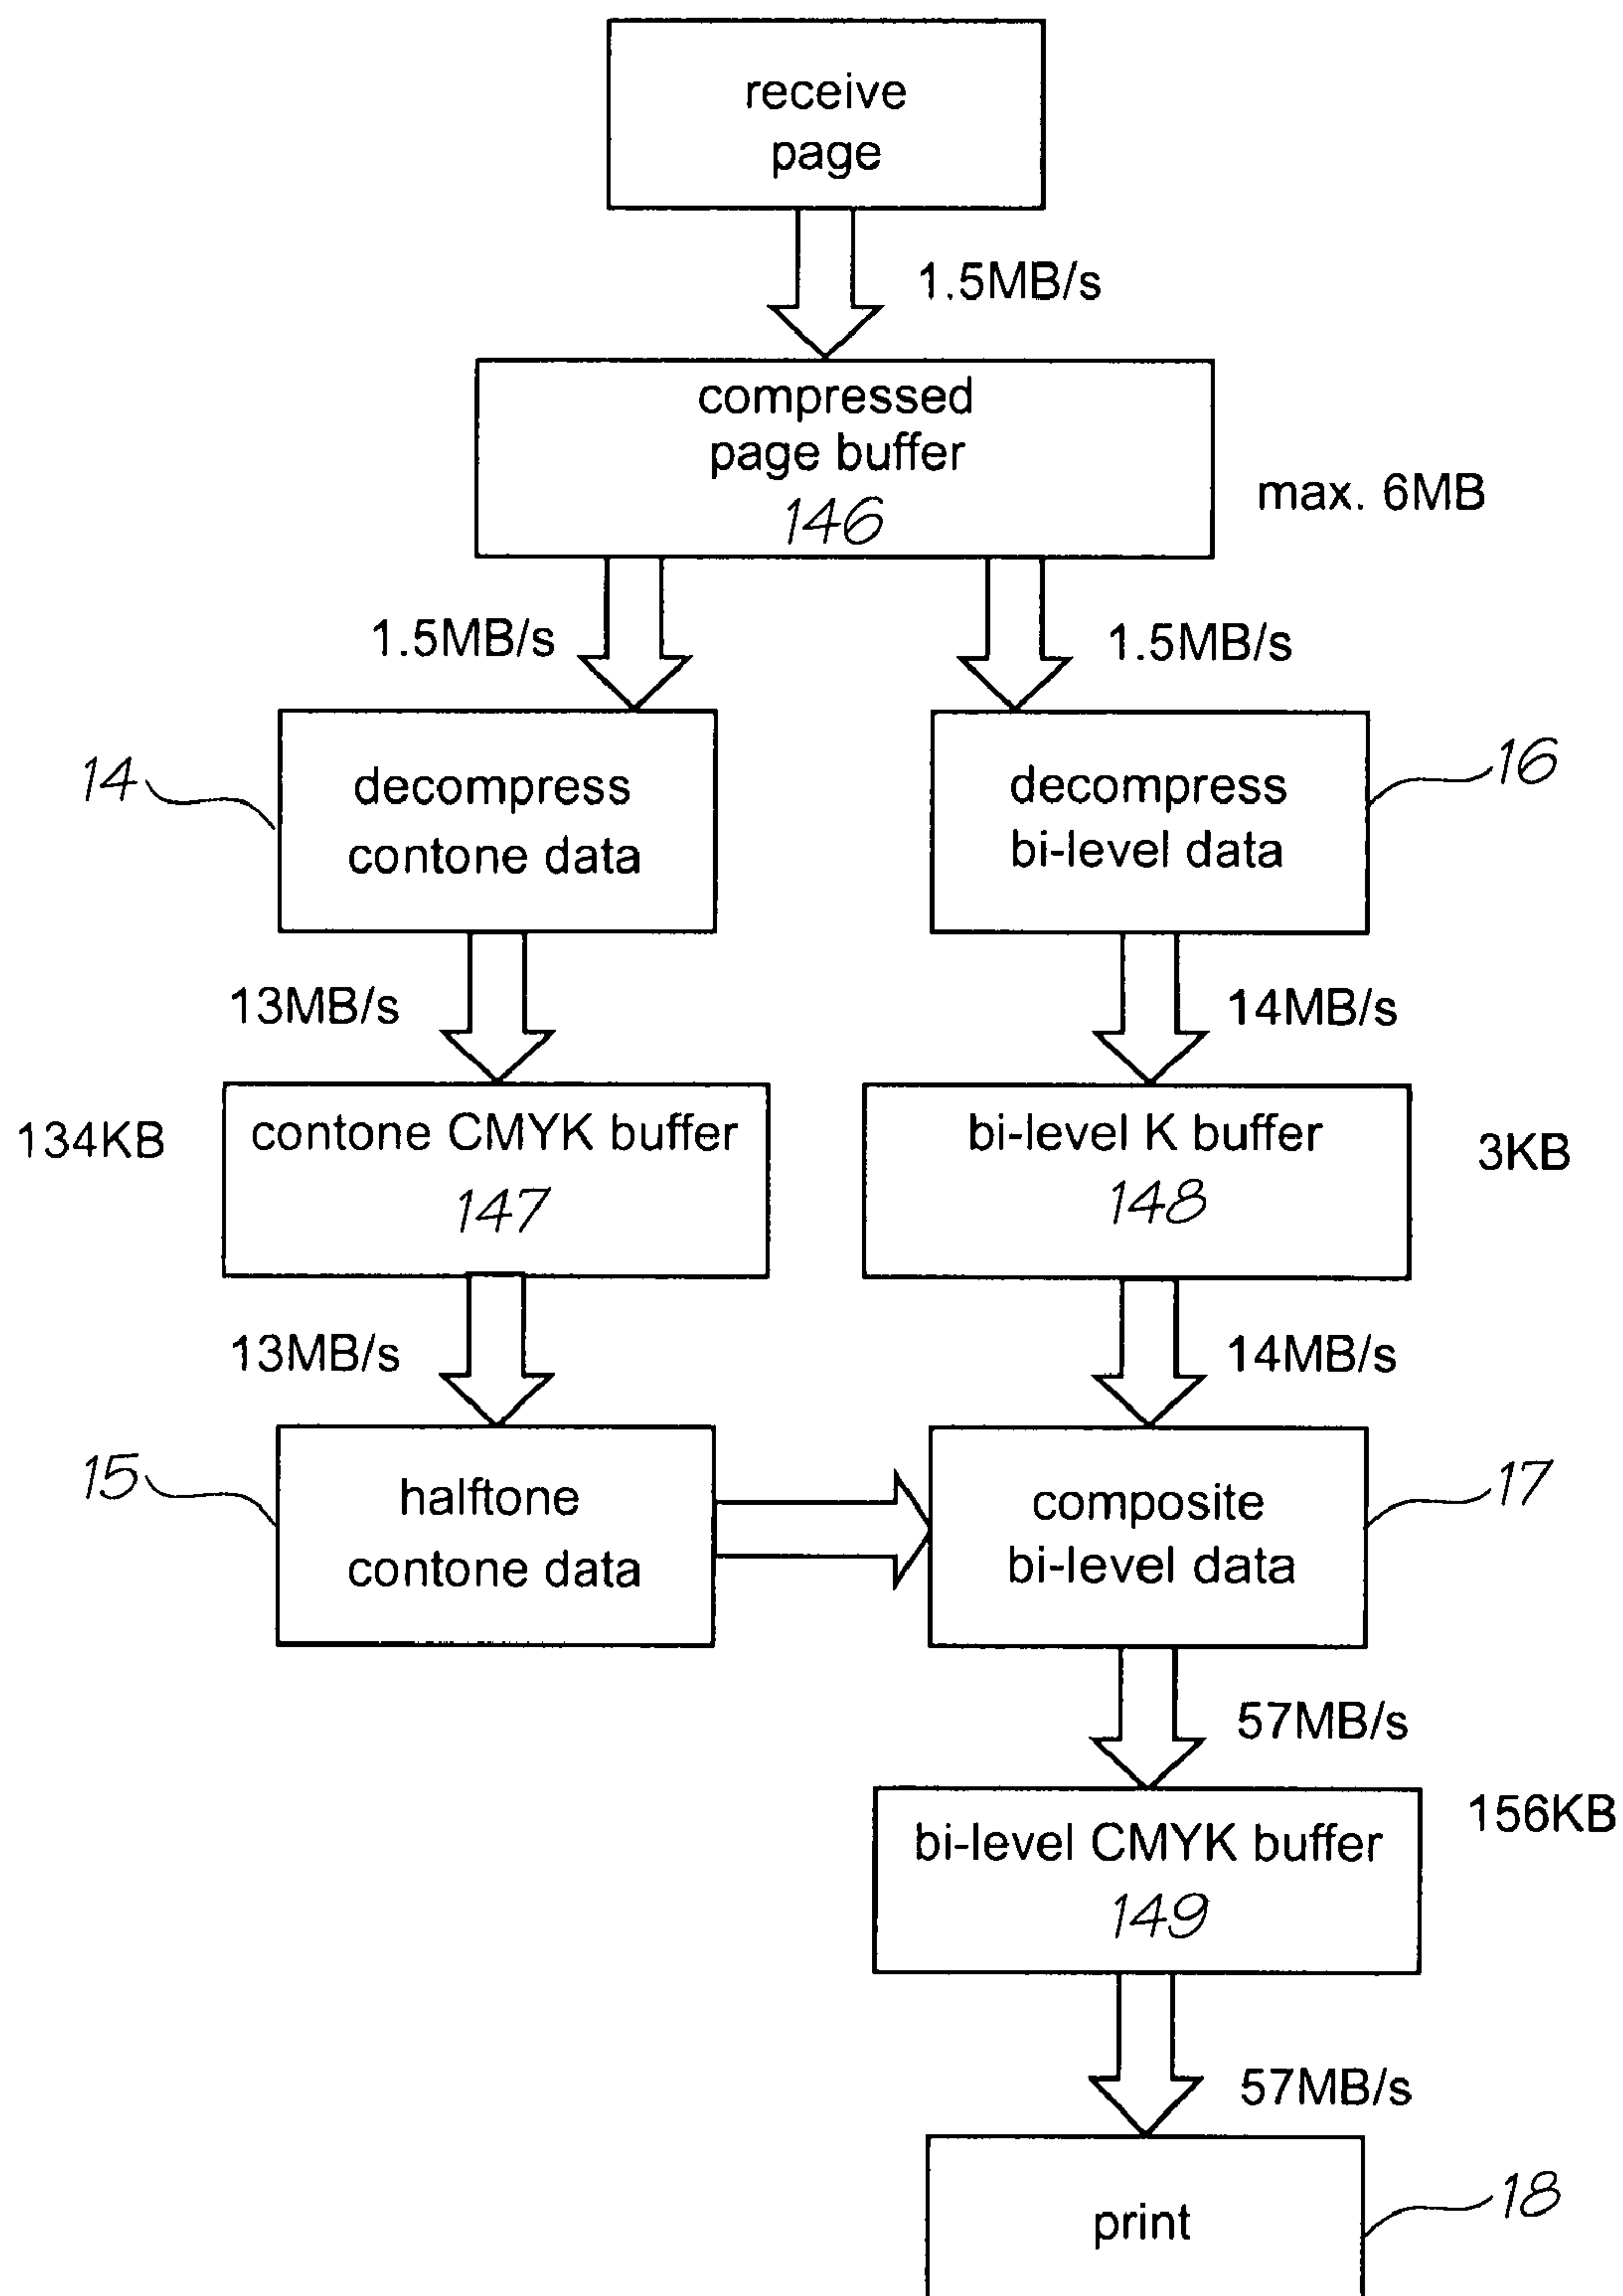 receive
page
1.5MB/s
compressed
page buffer
146
max. 6MB
1.5MB/s
1.5MB/s
14
decompress
contone data
decompress
bi-level data
16
13MB/s
14MB/s
134KB
contone CMYK buffer
147
bi-level K buffer
148
3KB
13MB/s
14MB/s
15
halftone
contone data
composite
bi-level data
17
57MB/s
bi-level CMYK buffer
149
156KB
57MB/s
print
18